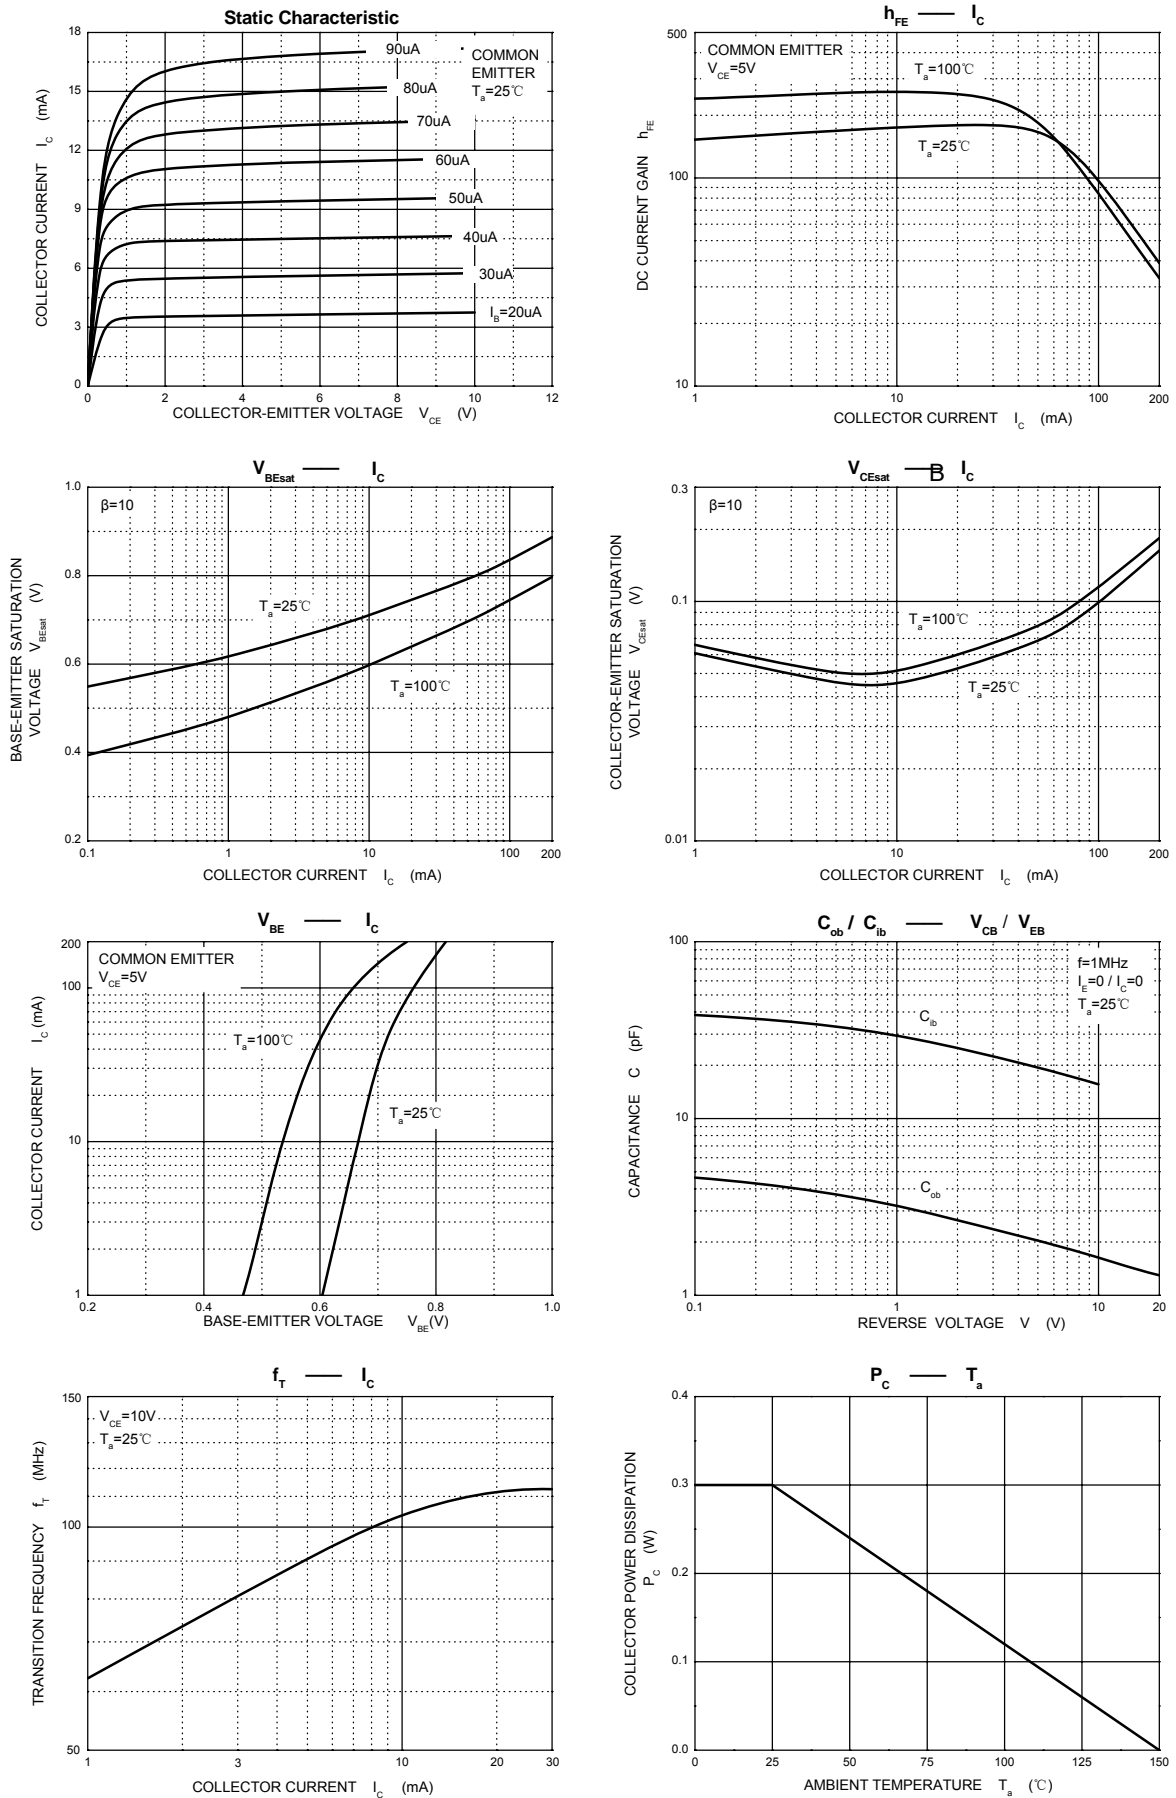 Static Characteristic
18
15
12
9
6
3
0
0
2
4
6
8
10
12
90uA
80uA
70uA
60uA
50uA
40uA
30uA
I_B=20uA
COMMON
EMITTER
T_a=25℃
COLLECTOR CURRENT I_C (mA)
COLLECTOR-EMITTER VOLTAGE V_CE (V)
h_FE —— I_C
500
100
10
1
10
100
200
COMMON EMITTER
V_CE=5V
T_a=100℃
T_a=25℃
DC CURRENT GAIN h_FE
COLLECTOR CURRENT I_C (mA)
V_BEsat —— I_C
1.0
0.8
0.6
0.4
0.2
0.1
1
10
100
200
β=10
T_a=25℃
T_a=100℃
BASE-EMITTER SATURATION
VOLTAGE V_BEsat (V)
COLLECTOR CURRENT I_C (mA)
V_CEsat —— B I_C
0.3
0.1
0.01
1
10
100
200
β=10
T_a=100℃
T_a=25℃
COLLECTOR-EMITTER SATURATION
VOLTAGE V_CEsat (V)
COLLECTOR CURRENT I_C (mA)
V_BE —— I_C
200
100
10
1
0.2
0.4
0.6
0.8
1.0
COMMON EMITTER
V_CE=5V
T_a=100℃
T_a=25℃
COLLECTOR CURRENT I_C (mA)
BASE-EMITTER VOLTAGE V_BE(V)
C_ob / C_ib —— V_CB / V_EB
100
10
1
0.1
1
10
20
f=1MHz
I_E=0 / I_C=0
T_a=25℃
C_ib
C_ob
CAPACITANCE C (pF)
REVERSE VOLTAGE V (V)
f_T —— I_C
150
100
50
1
3
10
20
30
V_CE=10V
T_a=25℃
TRANSITION FREQUENCY f_T (MHz)
COLLECTOR CURRENT I_C (mA)
P_C —— T_a
0.4
0.3
0.2
0.1
0.0
0
25
50
75
100
125
150
COLLECTOR POWER DISSIPATION
P_C (W)
AMBIENT TEMPERATURE T_a (℃)